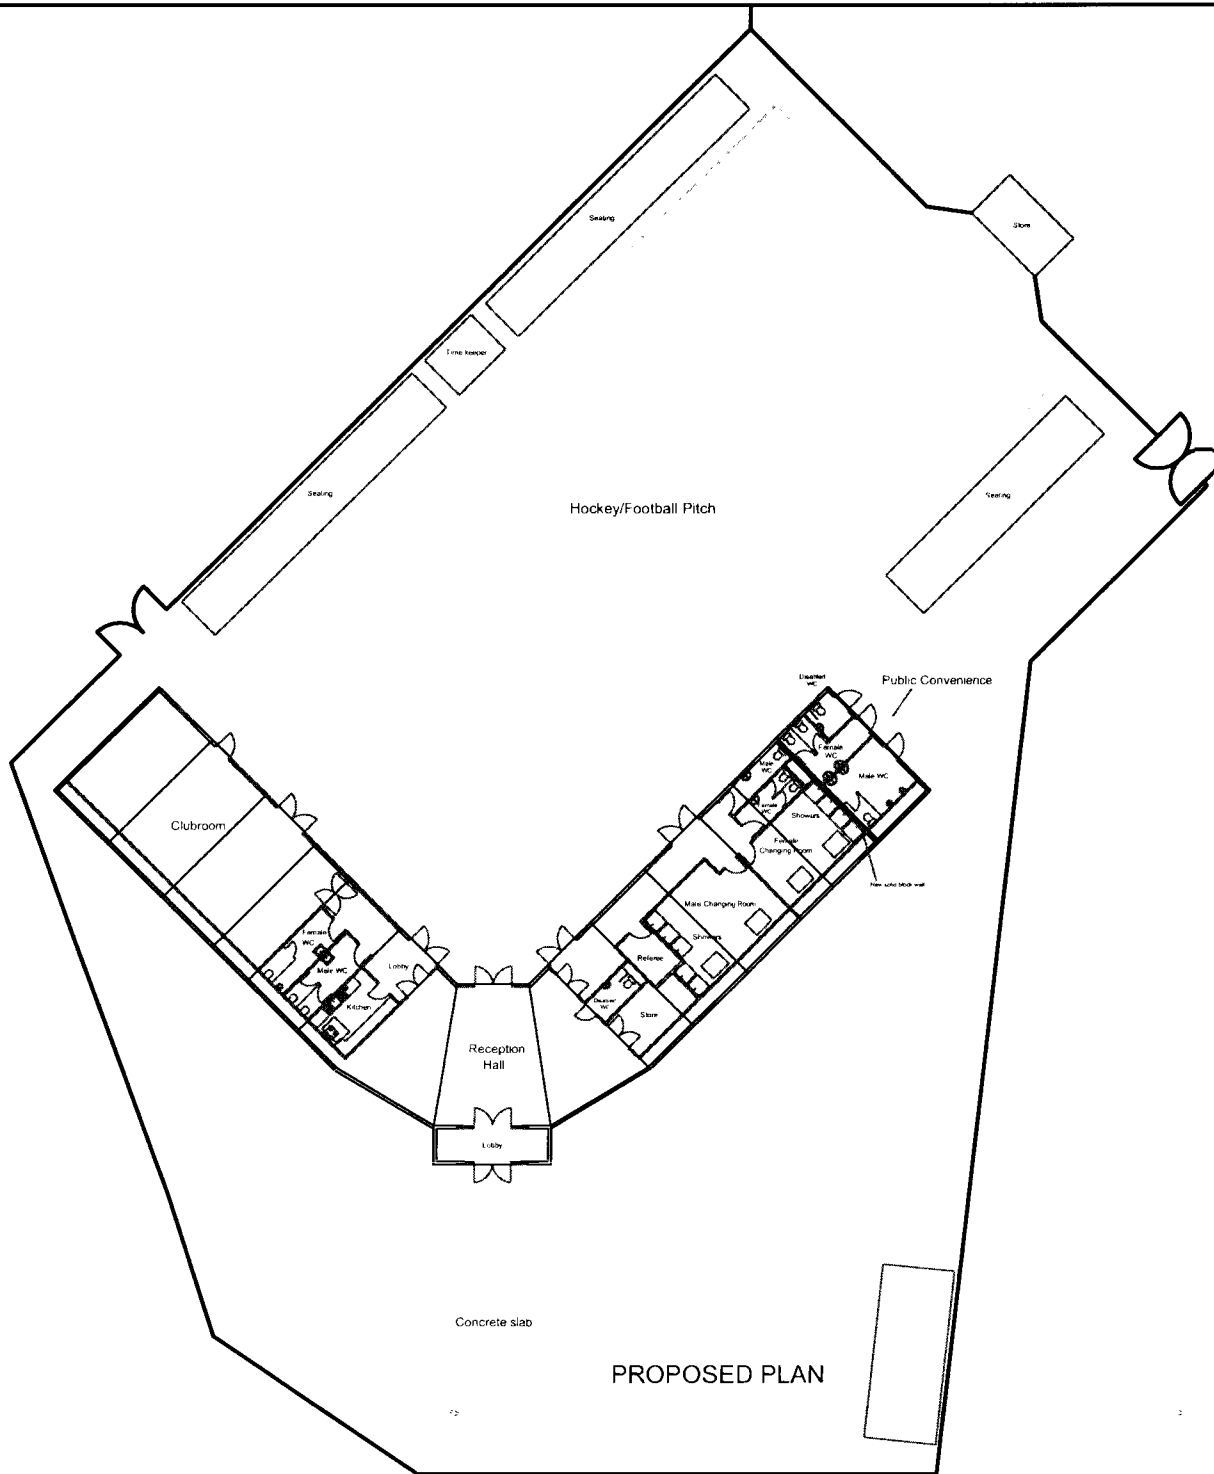 Seating
Store
Time keeper
Seating
Seating
Hockey/Football Pitch
Disabled
WC
Public Convenience
Female
WC
Male
WC
Male WC
Female
WC
Showers
Clubroom
Female
Changing Room
New solid block wall
Male Changing Room
Female
WC
Showers
Male WC
Lobby
Referee
Disabled
WC
Kitchen
Store
Reception
Hall
Lobby
Concrete slab
PROPOSED PLAN